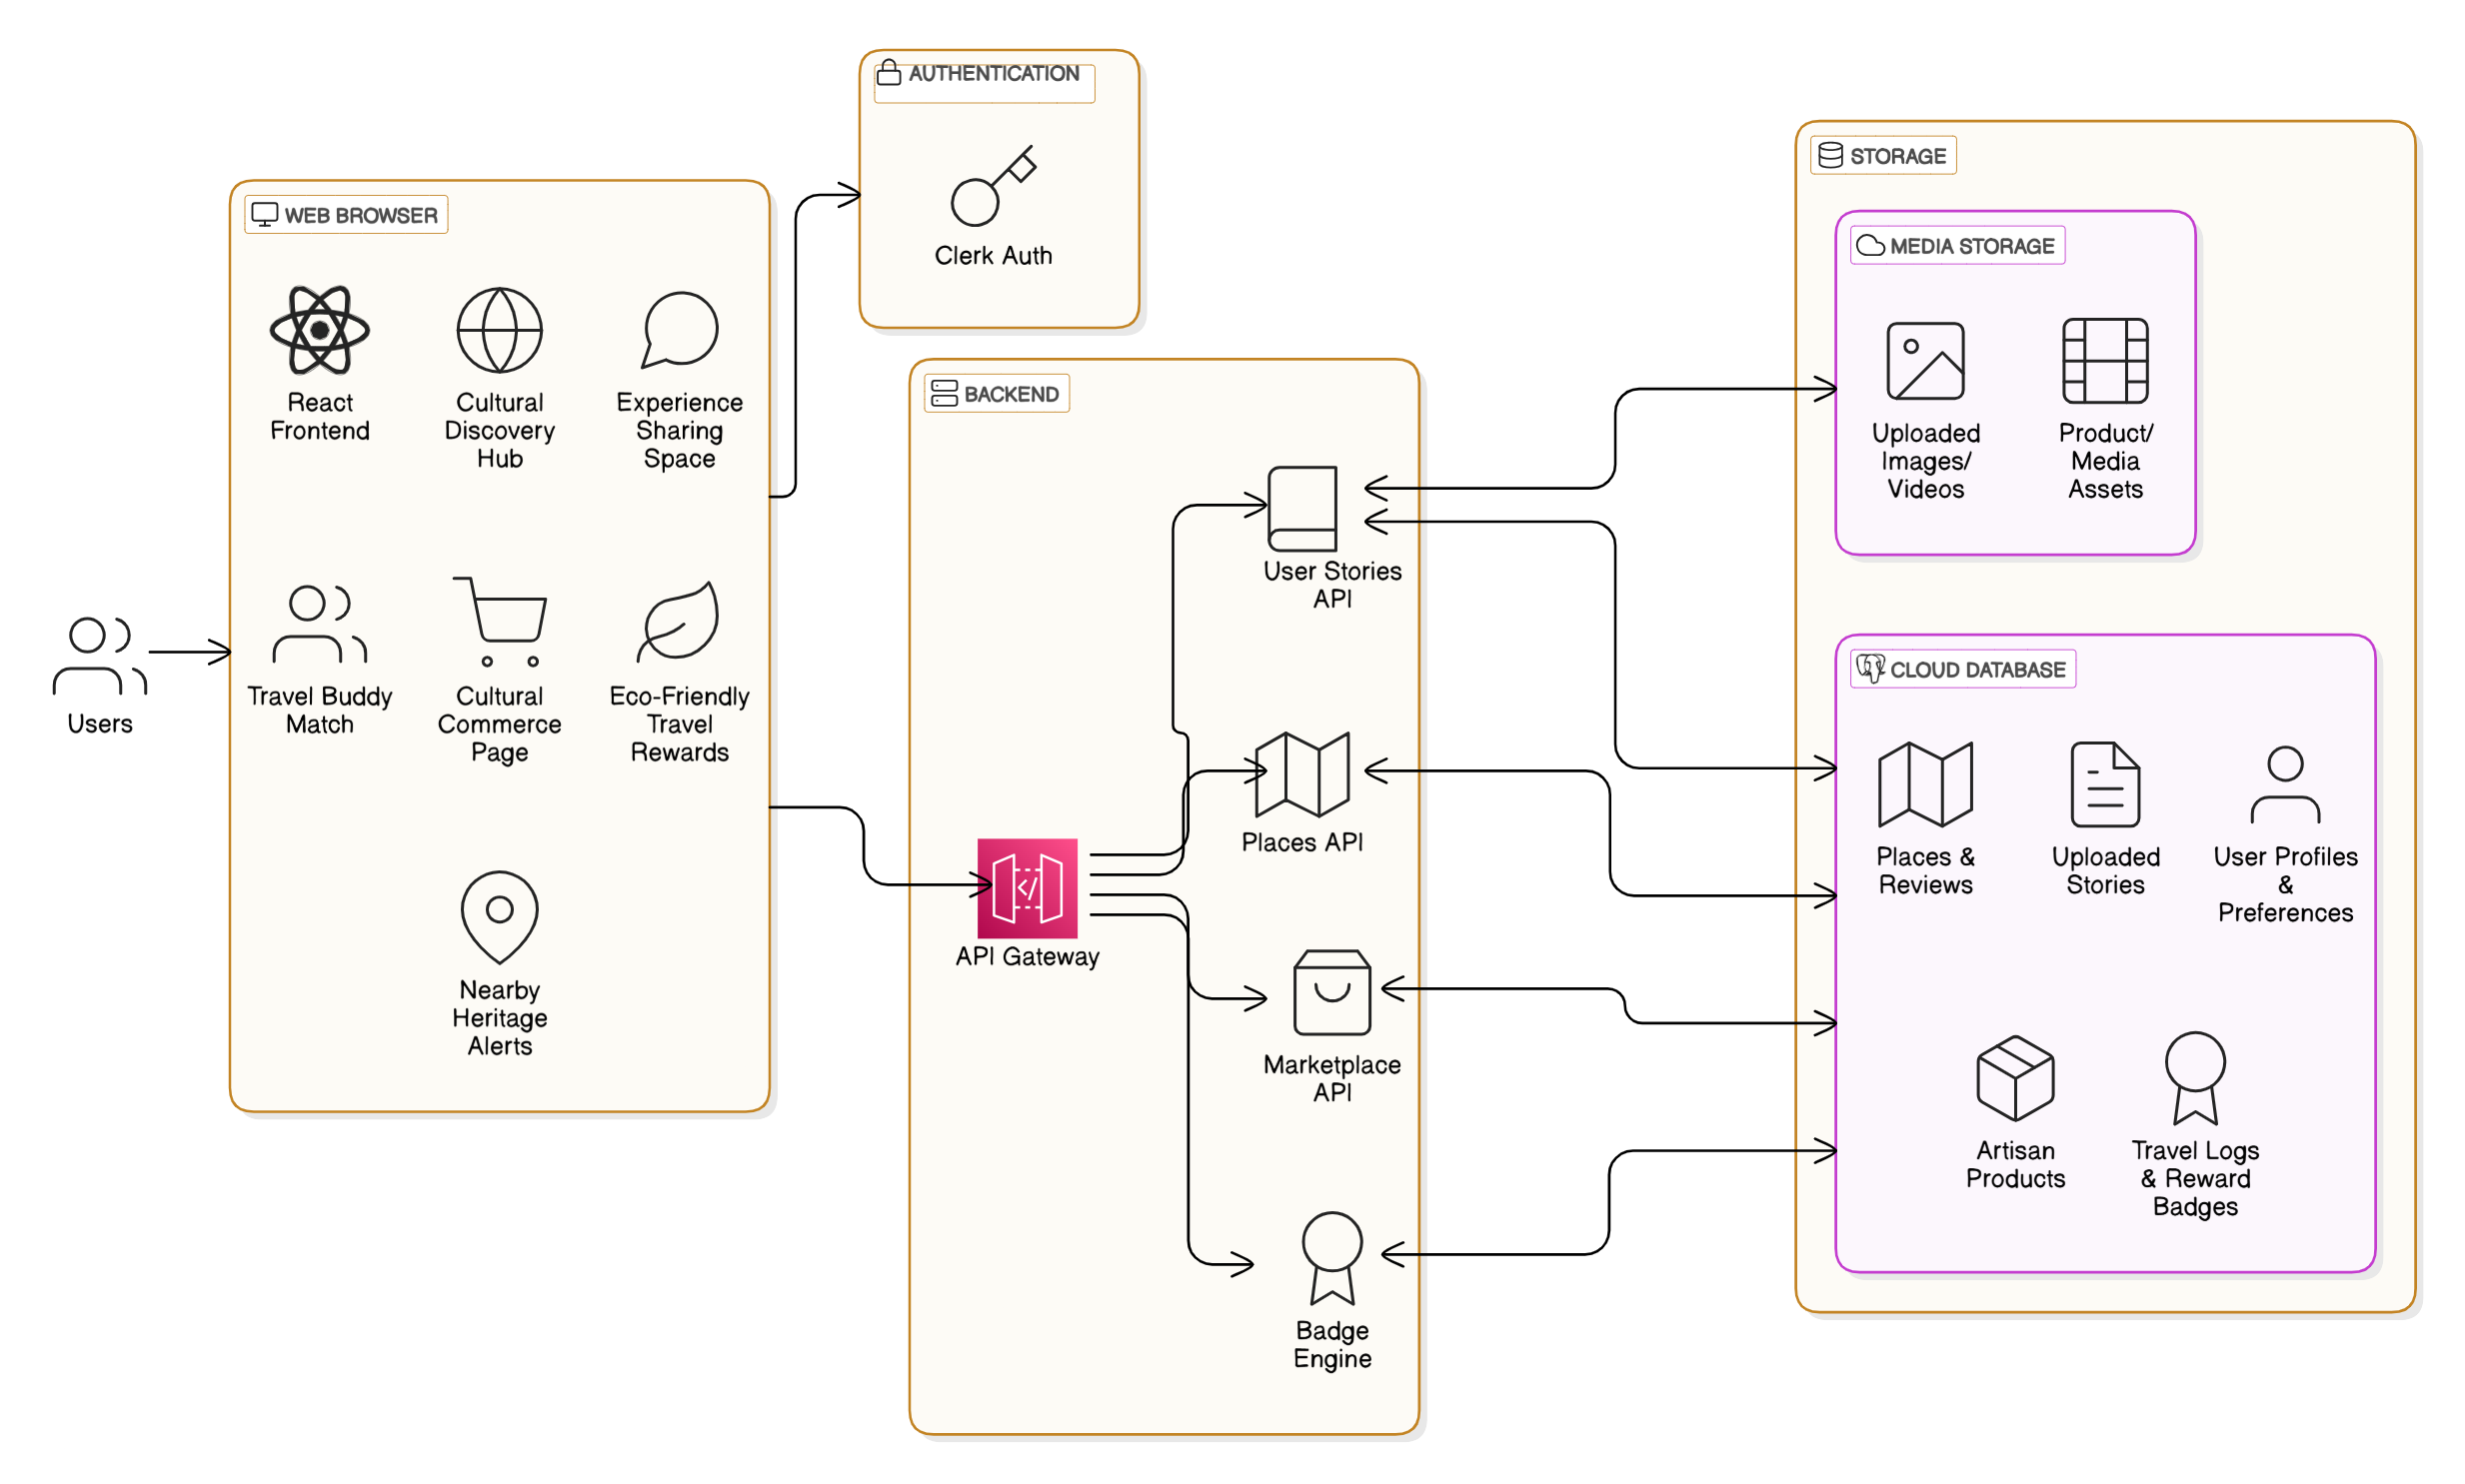 AUTHENTICATION
Clerk Auth
WEB BROWSER
React
Frontend
Cultural
Discovery
Hub
Experience
Sharing
Space
Travel Buddy
Match
Cultural
Commerce
Page
Eco-Friendly
Travel
Rewards
Nearby
Heritage
Alerts
Users
BACKEND
User Stories
API
Places API
API Gateway
Marketplace
API
Badge
Engine
STORAGE
MEDIA STORAGE
Uploaded
Images/
Videos
Product/
Media
Assets
CLOUD DATABASE
Places &
Reviews
Uploaded
Stories
User Profiles
&
Preferences
Artisan
Products
Travel Logs
& Reward
Badges